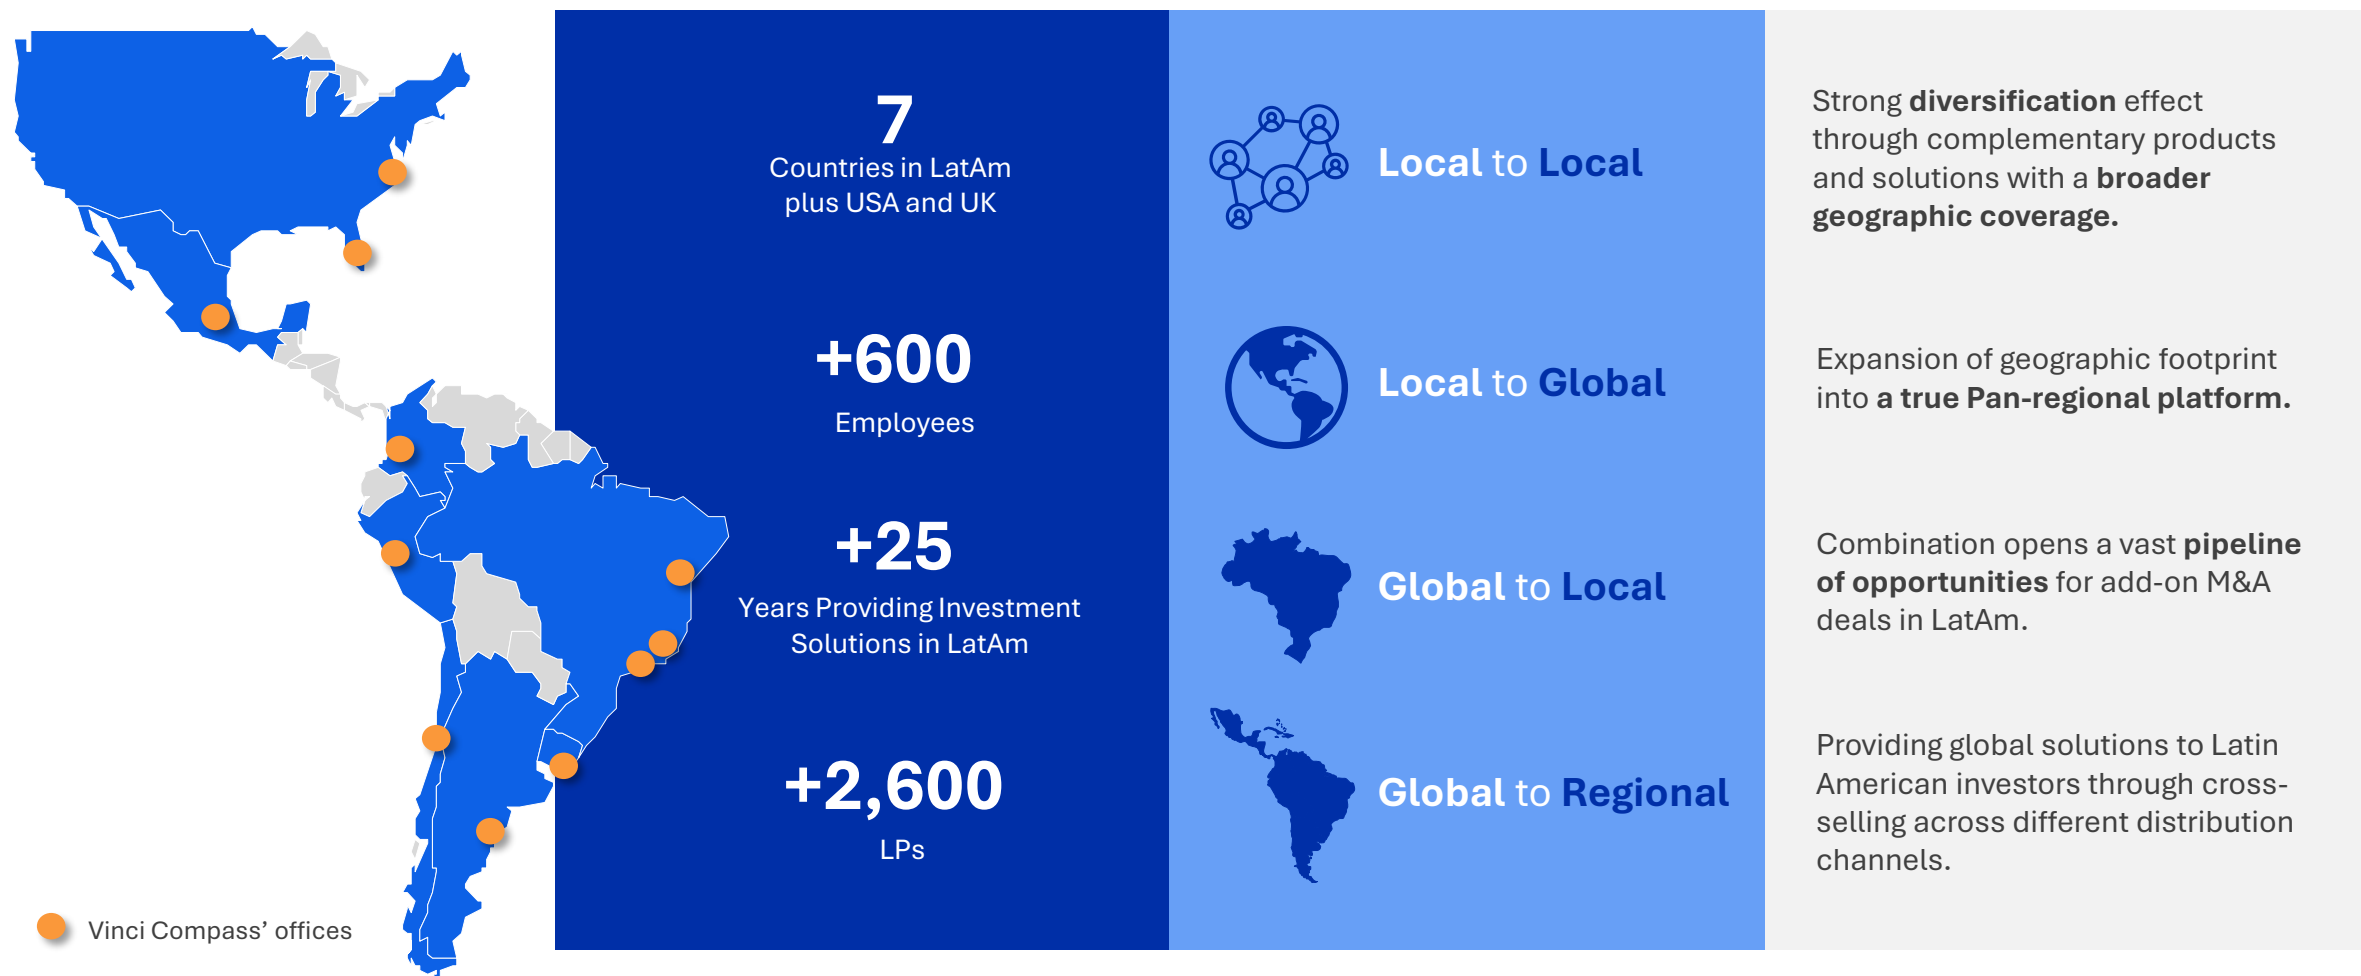 7
Countries in LatAm
plus USA and UK
+600
Employees
+25
Years Providing Investment
Solutions in LatAm
+2,600
LPs
Local to Local
Local to Global
Global to Local
Global to Regional
Strong diversification effect
through complementary products
and solutions with a broader
geographic coverage.
Expansion of geographic footprint
into a true Pan-regional platform.
Combination opens a vast pipeline
of opportunities for add-on M&A
deals in LatAm.
Providing global solutions to Latin
American investors through cross-
selling across different distribution
channels.
Vinci Compass’ offices